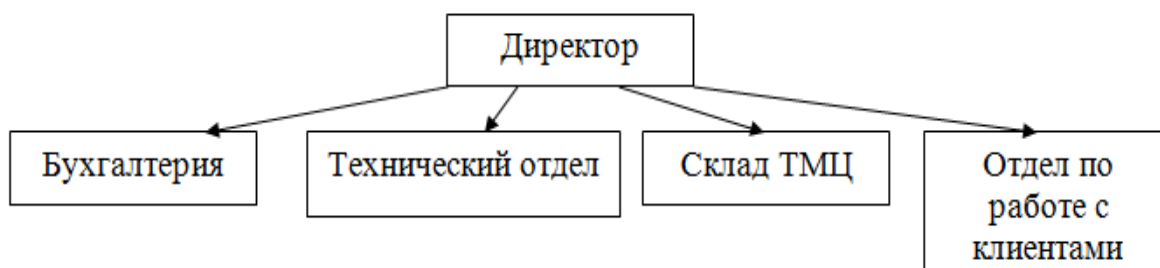 Директор
Бухгалтерия
Технический отдел
Склад ТМЦ
Отдел по
работе с
клиентами